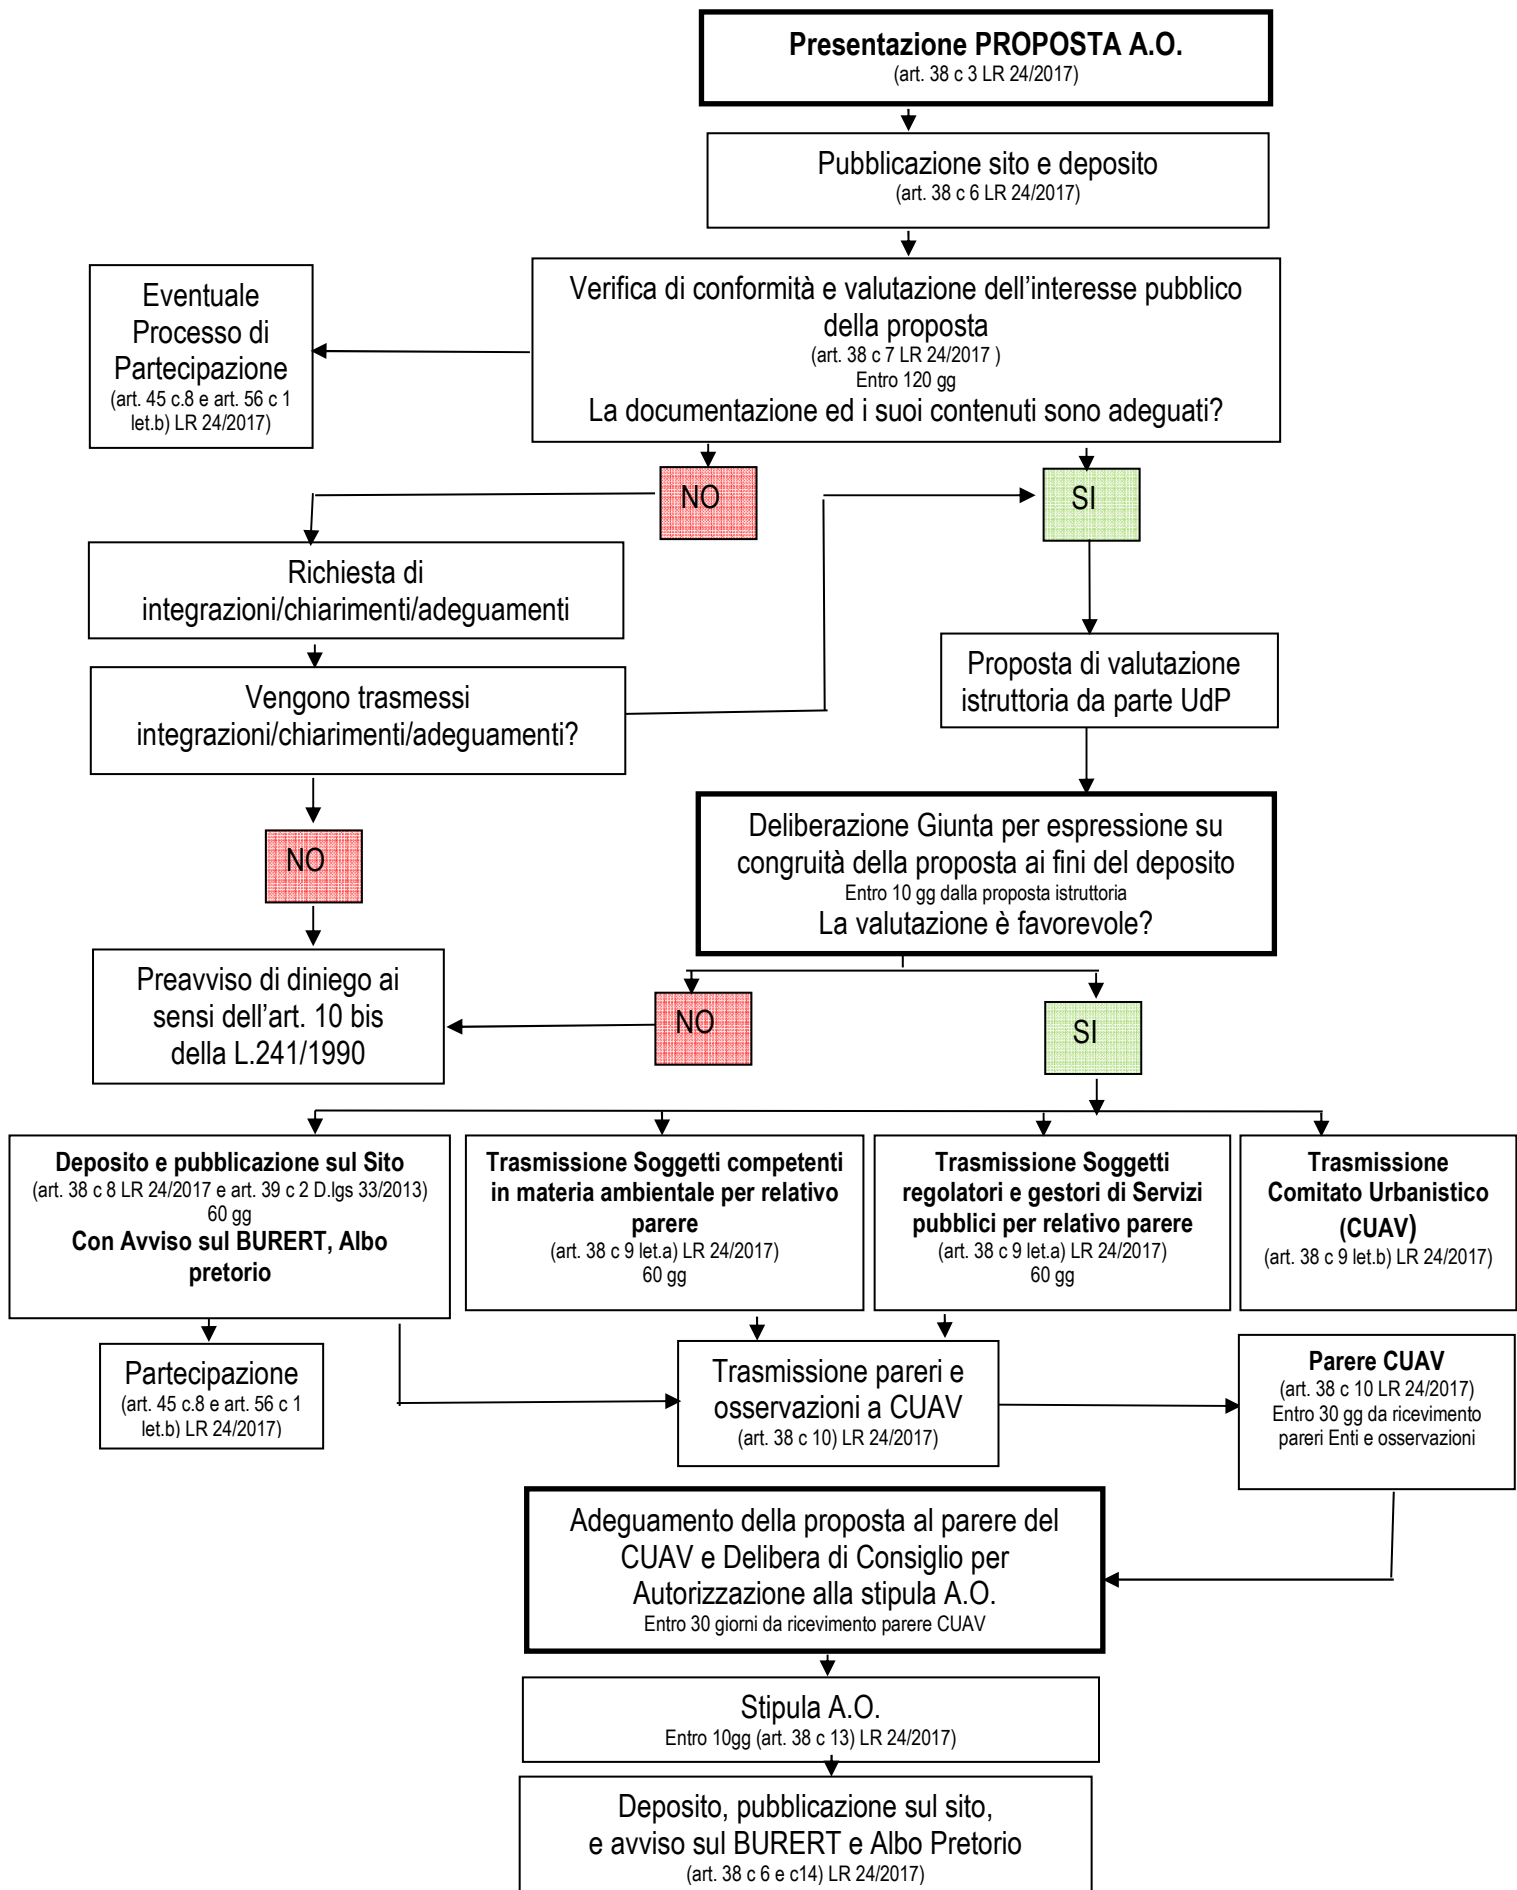 Presentazione PROPOSTA A.O.
(art. 38 c 3 LR 24/2017)
Pubblicazione sito e deposito
(art. 38 c 6 LR 24/2017)
Eventuale
Processo di
Partecipazione
(art. 45 c.8 e art. 56 c 1
let.b) LR 24/2017)
Verifica di conformità e valutazione dell’interesse pubblico
della proposta
(art. 38 c 7 LR 24/2017 )
Entro 120 gg
La documentazione ed i suoi contenuti sono adeguati?
NO
SI
Richiesta di
integrazioni/chiarimenti/adeguamenti
Vengono trasmessi
integrazioni/chiarimenti/adeguamenti?
Proposta di valutazione
istruttoria da parte UdP
NO
Deliberazione Giunta per espressione su
congruità della proposta ai fini del deposito
Entro 10 gg dalla proposta istruttoria
La valutazione è favorevole?
Preavviso di diniego ai
sensi dell’art. 10 bis
della L.241/1990
NO
SI
Deposito e pubblicazione sul Sito
(art. 38 c 8 LR 24/2017 e art. 39 c 2 D.lgs 33/2013)
60 gg
Con Avviso sul BURERT, Albo
pretorio
Trasmissione Soggetti competenti
in materia ambientale per relativo
parere
(art. 38 c 9 let.a) LR 24/2017)
60 gg
Trasmissione Soggetti
regolatori e gestori di Servizi
pubblici per relativo parere
(art. 38 c 9 let.a) LR 24/2017)
60 gg
Trasmissione
Comitato Urbanistico
(CUAV)
(art. 38 c 9 let.b) LR 24/2017)
Partecipazione
(art. 45 c.8 e art. 56 c 1
let.b) LR 24/2017)
Trasmissione pareri e
osservazioni a CUAV
(art. 38 c 10) LR 24/2017)
Parere CUAV
(art. 38 c 10 LR 24/2017)
Entro 30 gg da ricevimento
pareri Enti e osservazioni
Adeguamento della proposta al parere del
CUAV e Delibera di Consiglio per
Autorizzazione alla stipula A.O.
Entro 30 giorni da ricevimento parere CUAV
Stipula A.O.
Entro 10gg (art. 38 c 13) LR 24/2017)
Deposito, pubblicazione sul sito,
e avviso sul BURERT e Albo Pretorio
(art. 38 c 6 e c14) LR 24/2017)